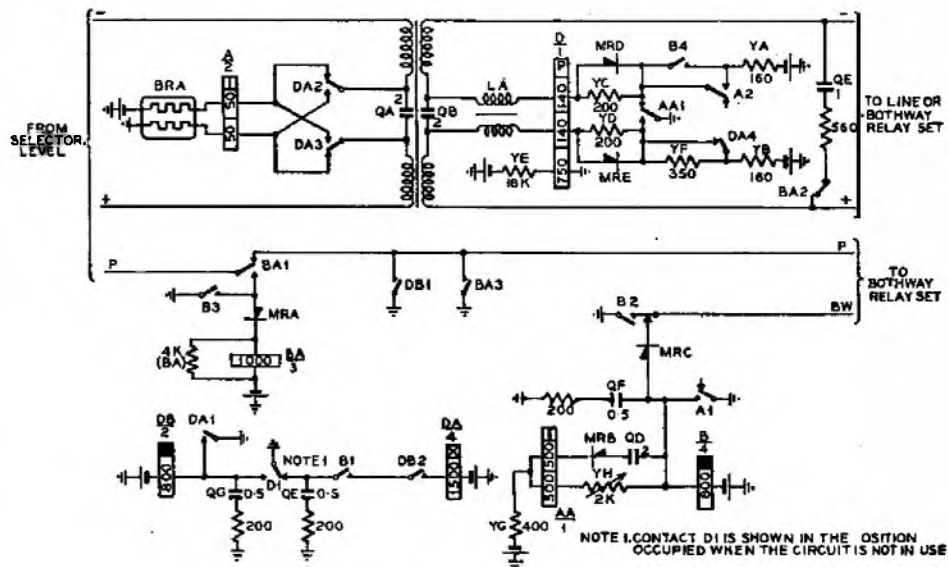 −
BRA
A
2
50
50
DA2
DA3
2
QA
QB
2
LA
D
1
P
140
140
750
MRD
YC
200
YD
200
MRE
YE
18K
B4
AA1
YF
350
YA
160
A2
DA4
YB
160
−
QE
1
560
BA2
+
+
FROM
SELECTOR
LEVEL
TO LINE OR
BOTHWAY
RELAY SET
P
BA1
DB1
BA3
P
TO
BOTHWAY
RELAY SET
B3
MRA
4K
(BA)
1000
BA
3
B2
BW
MRC
QF
0·5
200
A1
DB
2
800
DA1
QG
0·5
200
D1
NOTE 1
QE
0·5
200
B1
DB2
DA
4
1500
MRB
QD
2
YH
2K
500
500
AA
1
YG
400
B
4
800
NOTE 1. CONTACT D1 IS SHOWN IN THE OSITION
OCCUPIED WHEN THE CIRCUIT IS NOT IN USE